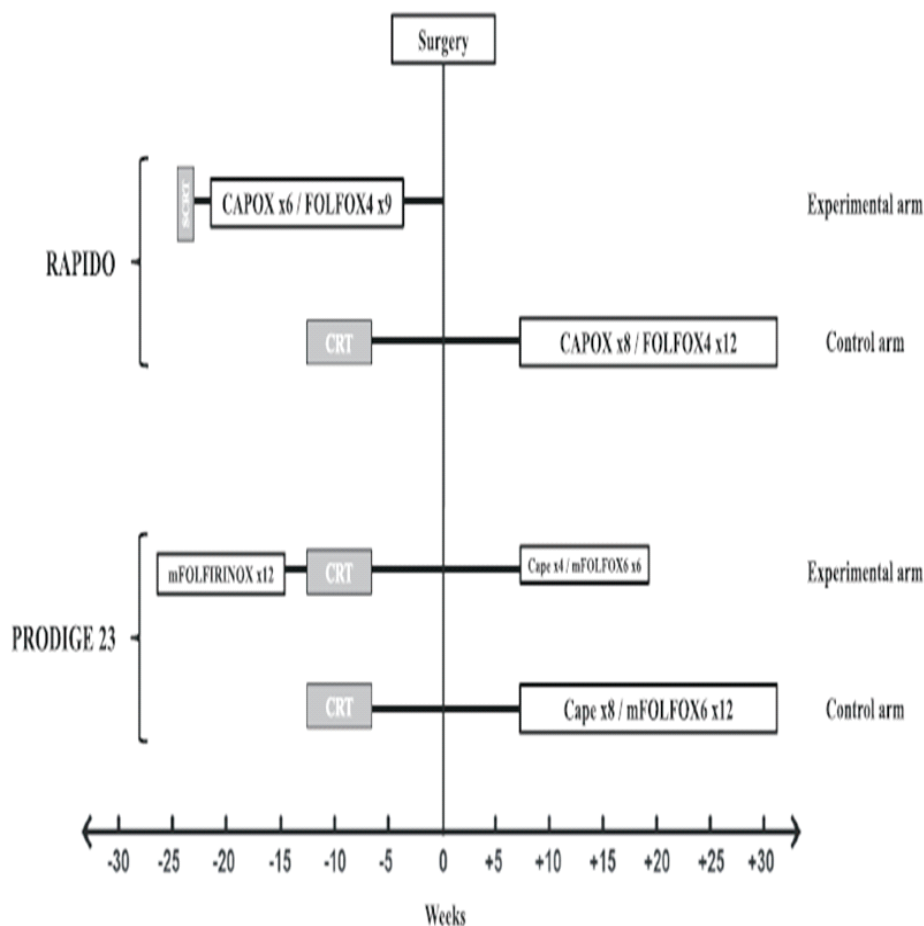 Surgery
SCRT
CAPOX x6 / FOLFOX4 x9
Experimental arm
RAPIDO
CRT
CAPOX x8 / FOLFOX4 x12
Control arm
mFOLFIRINOX x12
CRT
Cape x4 / mFOLFOX6 x6
Experimental arm
PRODIGE 23
CRT
Cape x8 / mFOLFOX6 x12
Control arm
-30 -25 -20 -15 -10 -5 0 +5 +10 +15 +20 +25 +30
Weeks